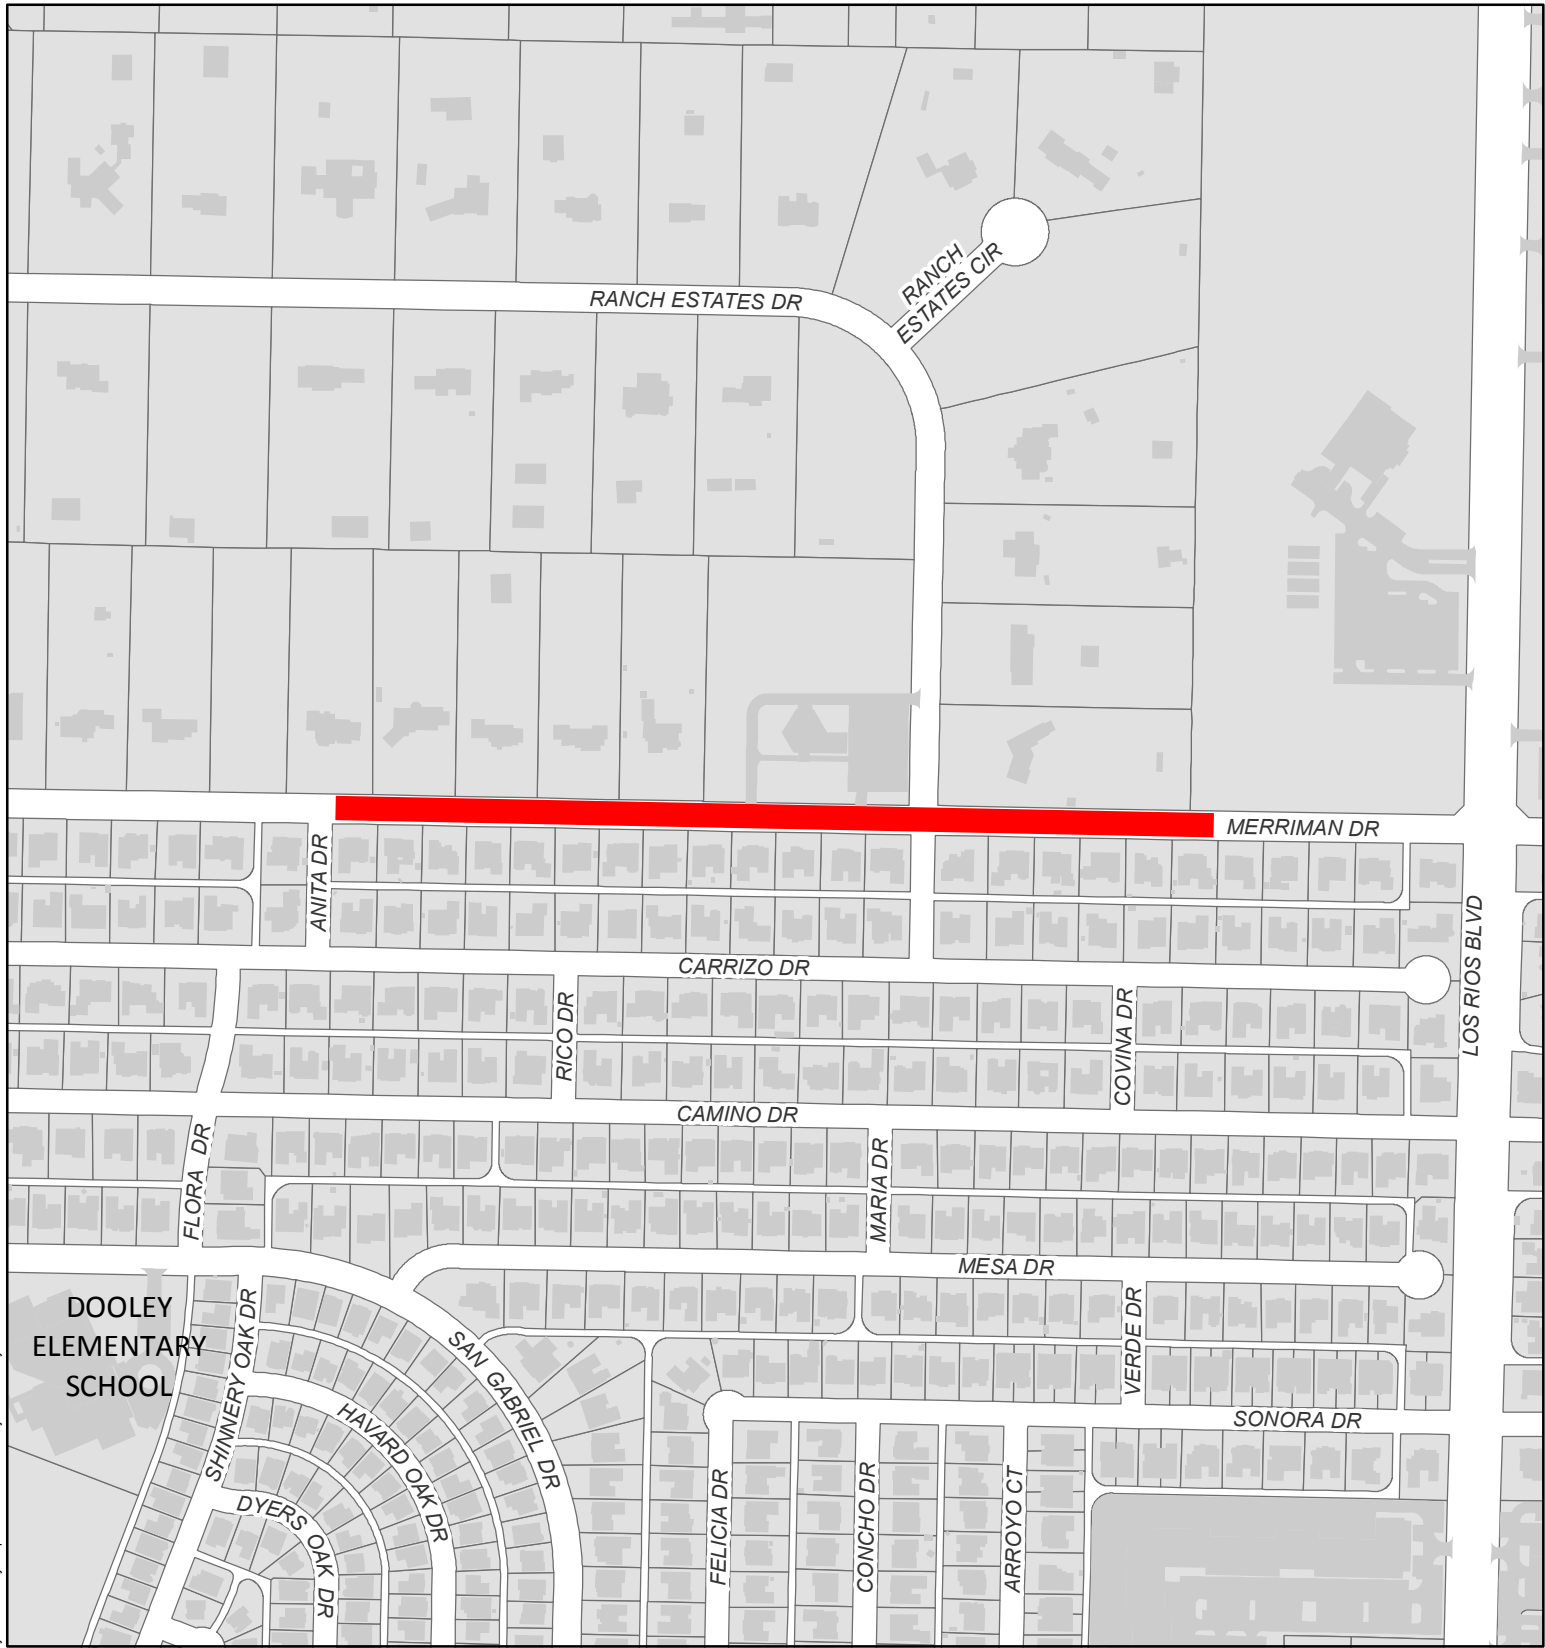 RANCH
ESTATES CIR
RANCH ESTATES DR
MERRIMAN DR
ANITA DR
LOS RIOS BLVD
CARRIZO DR
RICO DR
COVINA DR
CAMINO DR
FLORA DR
MARIA DR
MESA DR
DOOLEY
ELEMENTARY
SCHOOL
SHINNERY OAK DR
SAN GABRIEL DR
VERDE DR
HAVARD OAK DR
SONORA DR
DYERS OAK DR
FELICIA DR
CONCHO DR
ARROYO CT